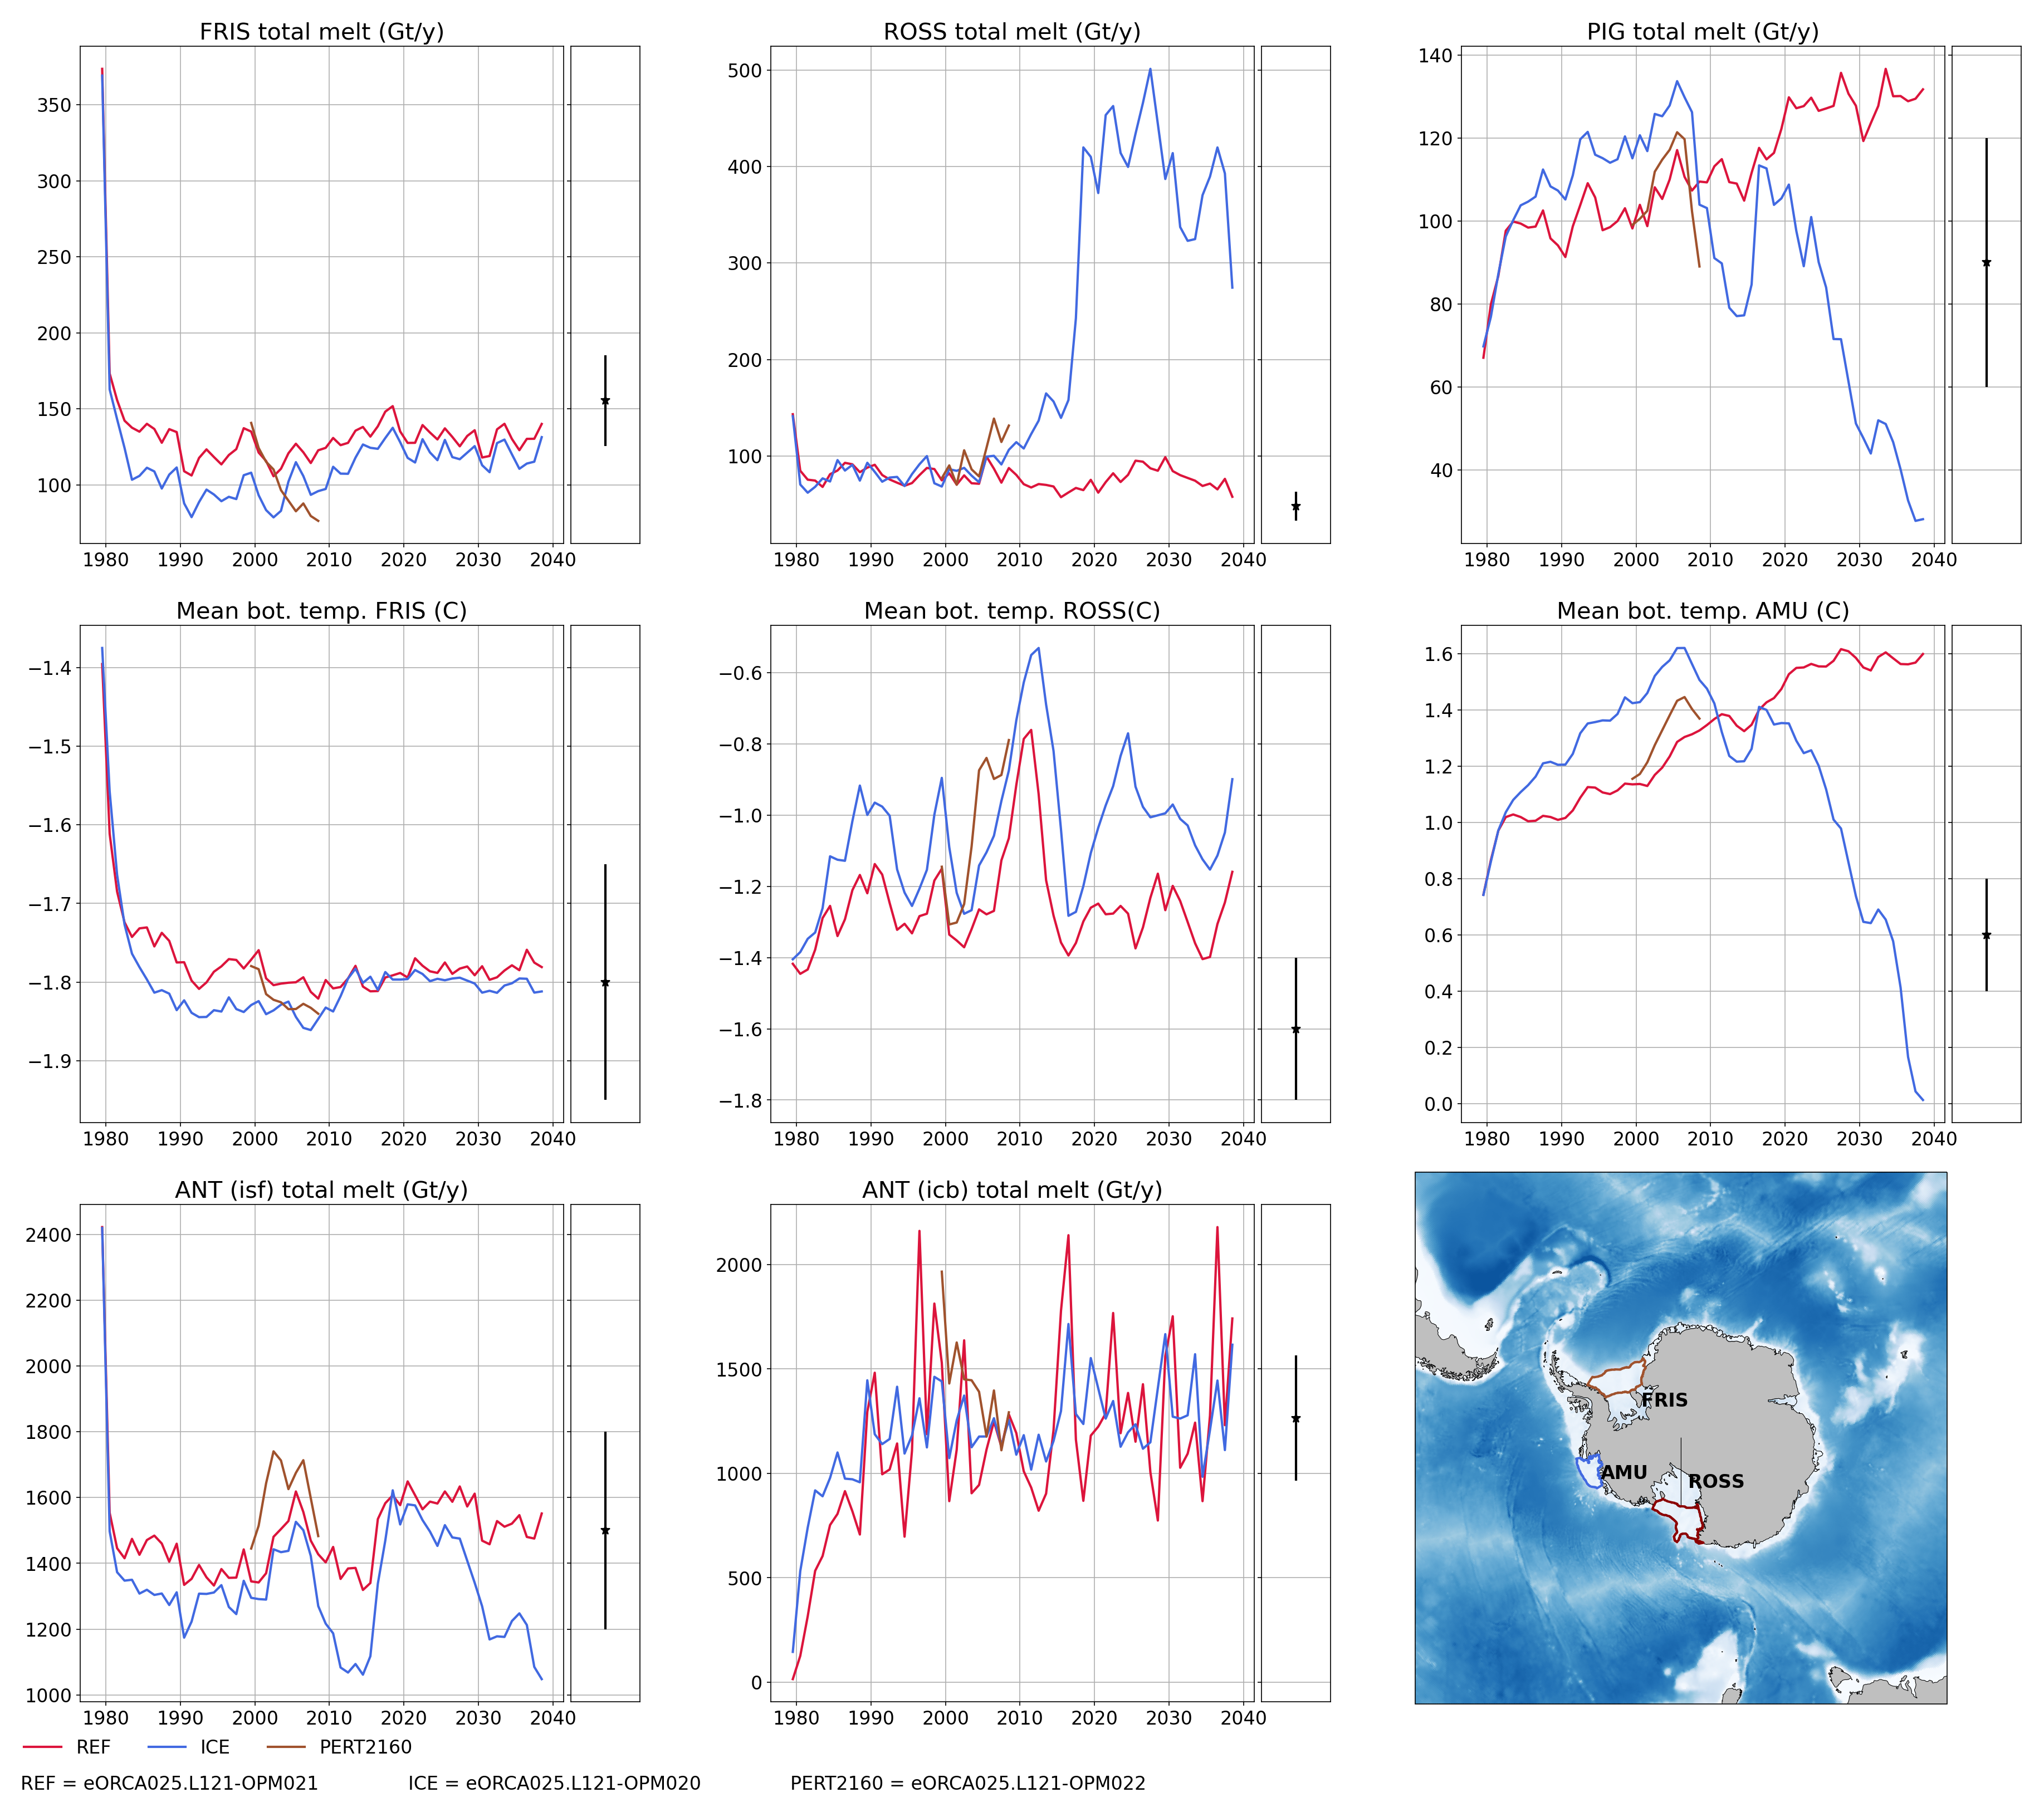 FRIS total melt (Gt/y)
ROSS total melt (Gt/y)
PIG total melt (Gt/y)
350
300
250
200
150
100
1980 1990 2000 2010 2020 2030 2040
500
400
300
200
100
1980 1990 2000 2010 2020 2030 2040
140
120
100
80
60
40
1980 1990 2000 2010 2020 2030 2040
Mean bot. temp. FRIS (C)
Mean bot. temp. ROSS(C)
Mean bot. temp. AMU (C)
−1.4
−1.5
−1.6
−1.7
−1.8
−1.9
1980 1990 2000 2010 2020 2030 2040
−0.6
−0.8
−1.0
−1.2
−1.4
−1.6
−1.8
1980 1990 2000 2010 2020 2030 2040
1.6
1.4
1.2
1.0
0.8
0.6
0.4
0.2
0.0
1980 1990 2000 2010 2020 2030 2040
ANT (isf) total melt (Gt/y)
ANT (icb) total melt (Gt/y)
2400
2200
2000
1800
1600
1400
1200
1000
1980 1990 2000 2010 2020 2030 2040
2000
1500
1000
500
0
1980 1990 2000 2010 2020 2030 2040
FRIS
AMU
ROSS
REF ICE PERT2160
REF = eORCA025.L121-OPM021 ICE = eORCA025.L121-OPM020 PERT2160 = eORCA025.L121-OPM022